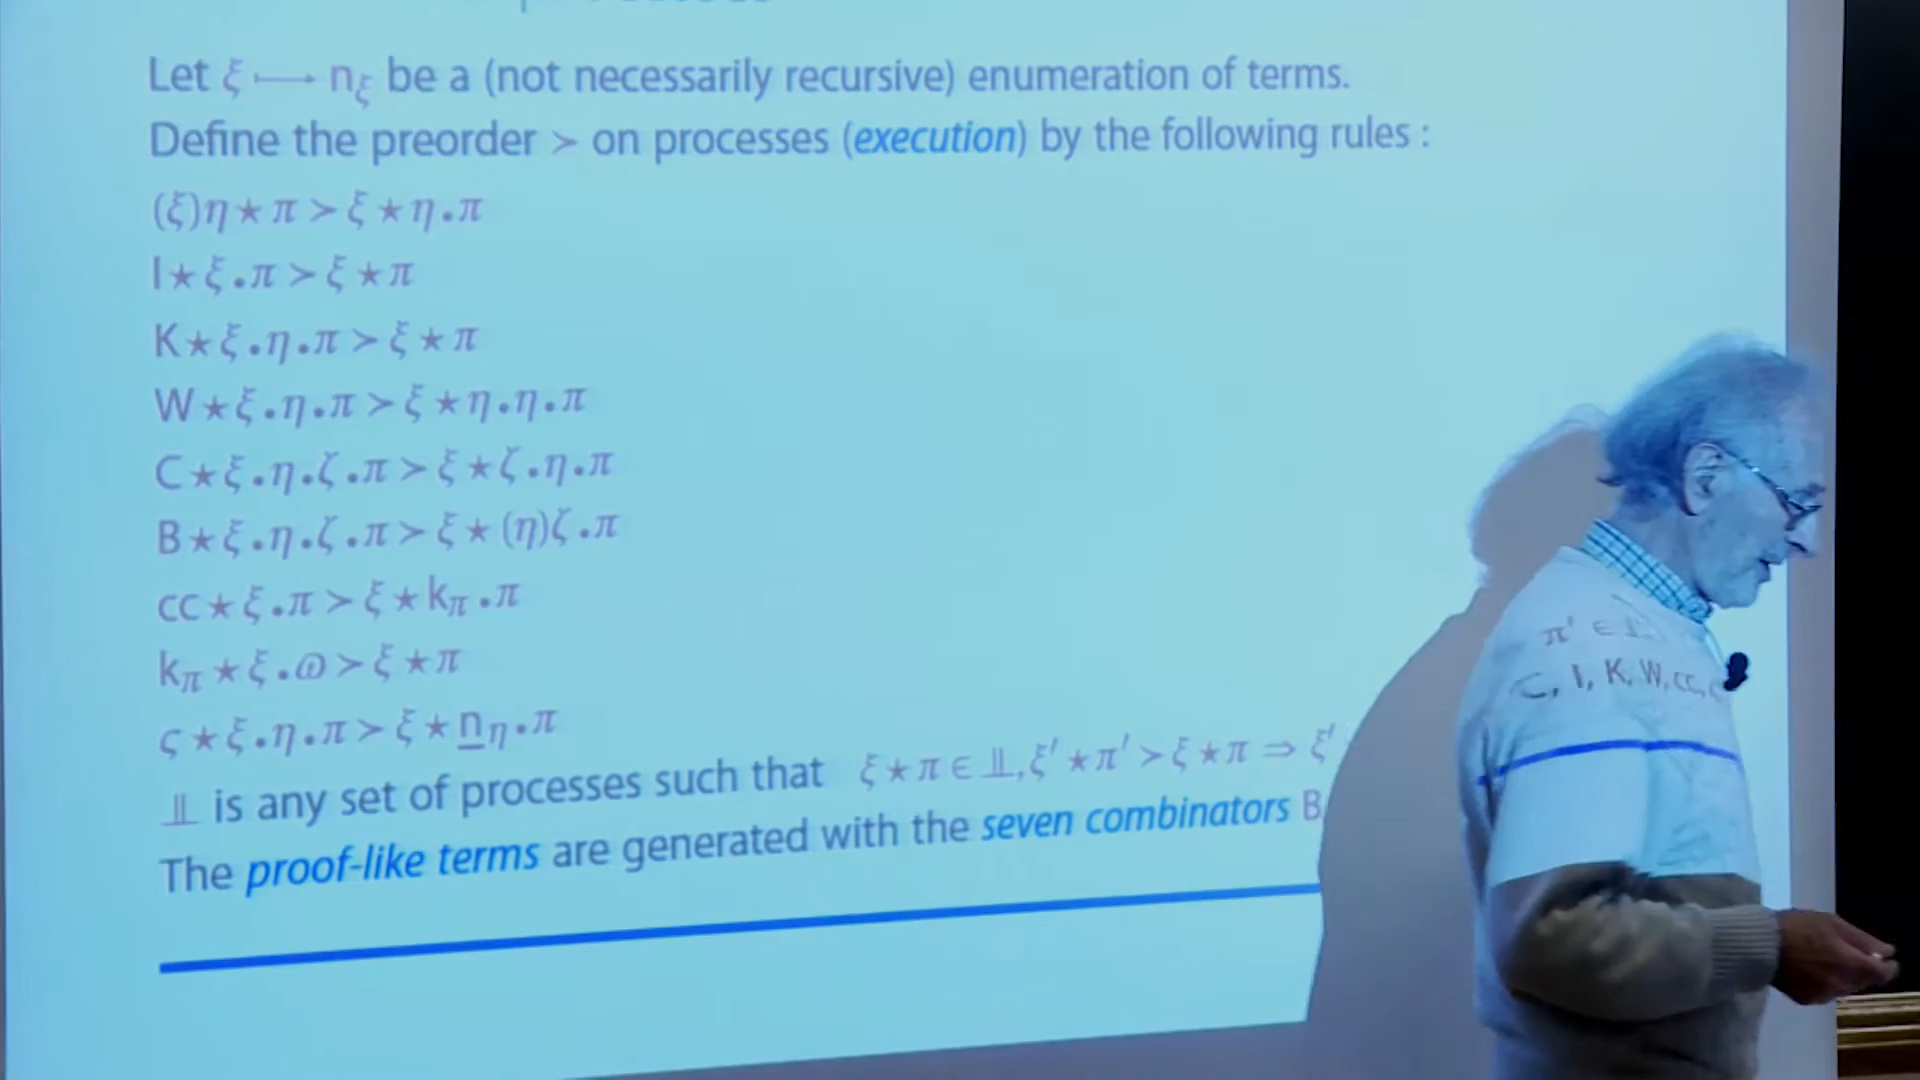 Let ξ ⟼ n_ξ be a (not necessarily recursive) enumeration of terms.
Define the preorder ≻ on processes (execution) by the following rules :
(ξ)η ⋆ π ≻ ξ ⋆ η . π
I ⋆ ξ . π ≻ ξ ⋆ π
K ⋆ ξ . η . π ≻ ξ ⋆ π
W ⋆ ξ . η . π ≻ ξ ⋆ η . η . π
C ⋆ ξ . η . ζ . π ≻ ξ ⋆ ζ . η . π
B ⋆ ξ . η . ζ . π ≻ ξ ⋆ (η)ζ . π
cc ⋆ ξ . π ≻ ξ ⋆ k_π . π
k_π ⋆ ξ . ϖ ≻ ξ ⋆ π
ς ⋆ ξ . η . π ≻ ξ ⋆ n̲_η . π
⫫ is any set of processes such that ξ ⋆ π ∈ ⫫, ξ′ ⋆ π′ ≻ ξ ⋆ π ⇒ ξ′ π′ ∈ ⫫
The proof-like terms are generated with the seven combinators B C, I, K, W, cc,